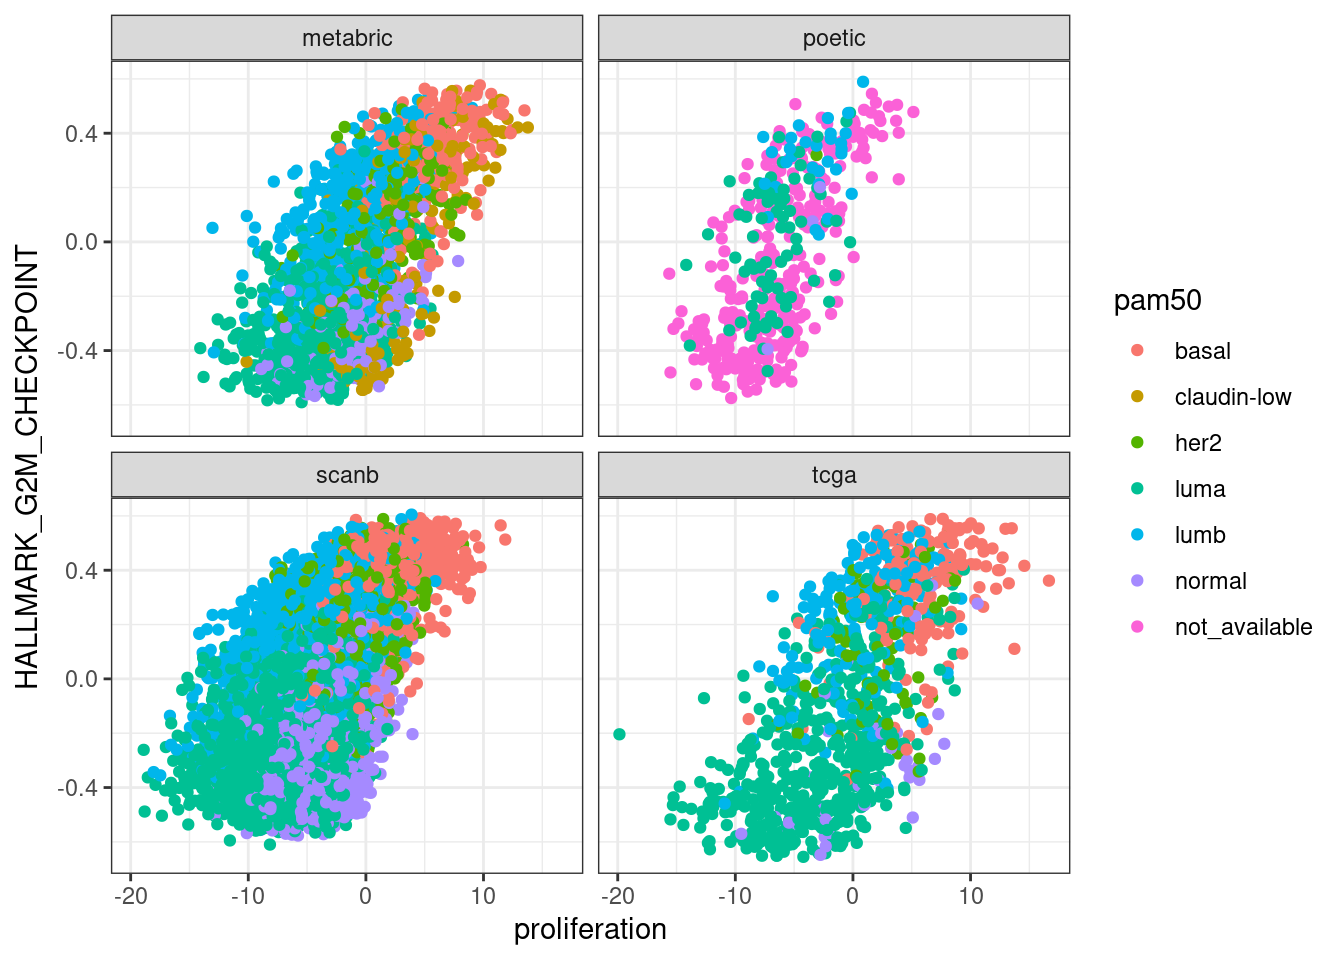 metabric
poetic
scanb
tcga
HALLMARK_G2M_CHECKPOINT
0.4
0.0
-0.4
0.4
0.0
-0.4
-20
-10
0
10
-20
-10
0
10
proliferation
pam50
basal
claudin-low
her2
luma
lumb
normal
not_available